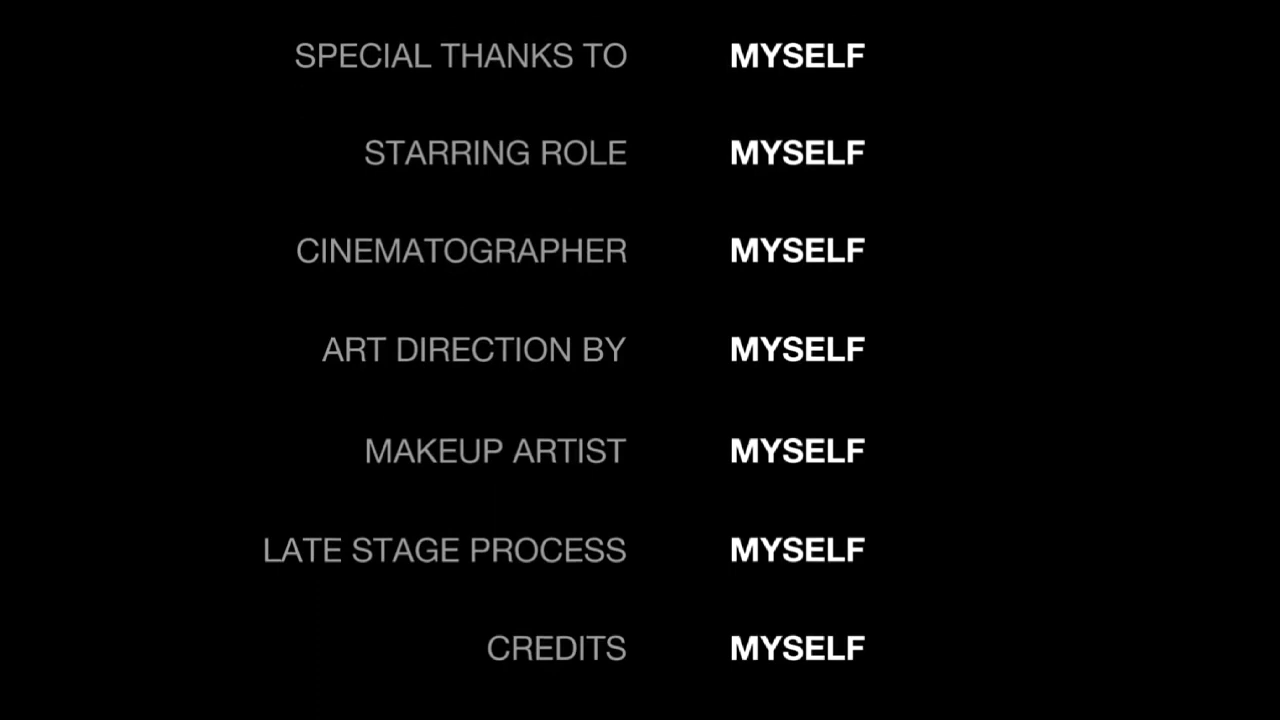 SPECIAL THANKS TO MYSELF
STARRING ROLE MYSELF
CINEMATOGRAPHER MYSELF
ART DIRECTION BY MYSELF
MAKEUP ARTIST MYSELF
LATE STAGE PROCESS MYSELF
CREDITS MYSELF